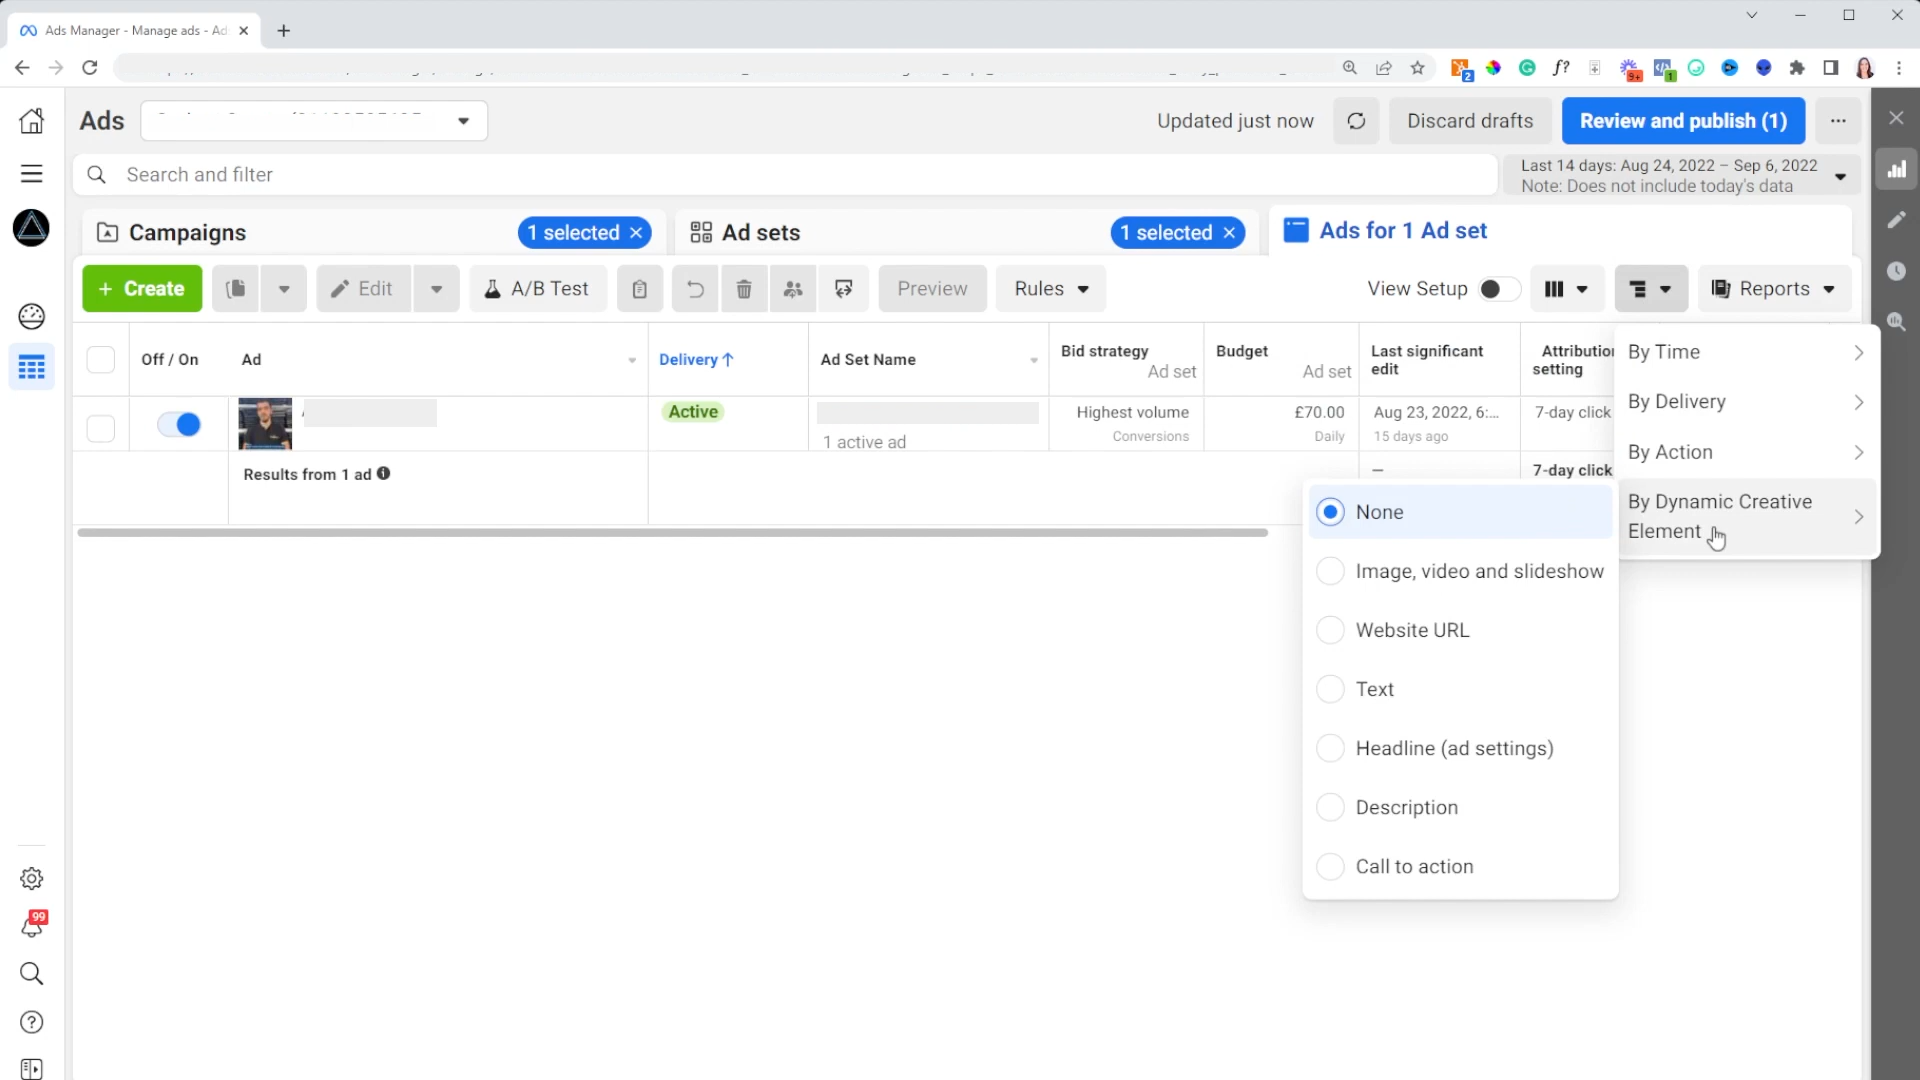 Ads Manager - Manage ads - Ad
2
f?
9+
1
Ads
Updated just now
Discard drafts
Review and publish (1)
Search and filter
Last 14 days: Aug 24, 2022 – Sep 6, 2022
Note: Does not include today's data
Campaigns
1 selected
Ad sets
1 selected
Ads for 1 Ad set
+ Create
Edit
A/B Test
Preview
Rules
View Setup
Reports
Off / On
Ad
Delivery ↑
Ad Set Name
Bid strategy
Ad set
Budget
Ad set
Last significant
edit
Attribution
setting
Active
1 active ad
Highest volume
Conversions
£70.00
Daily
Aug 23, 2022, 6:...
15 days ago
7-day click
Results from 1 ad
—
7-day click
By Time
By Delivery
By Action
By Dynamic Creative
Element
None
Image, video and slideshow
Website URL
Text
Headline (ad settings)
Description
Call to action
99